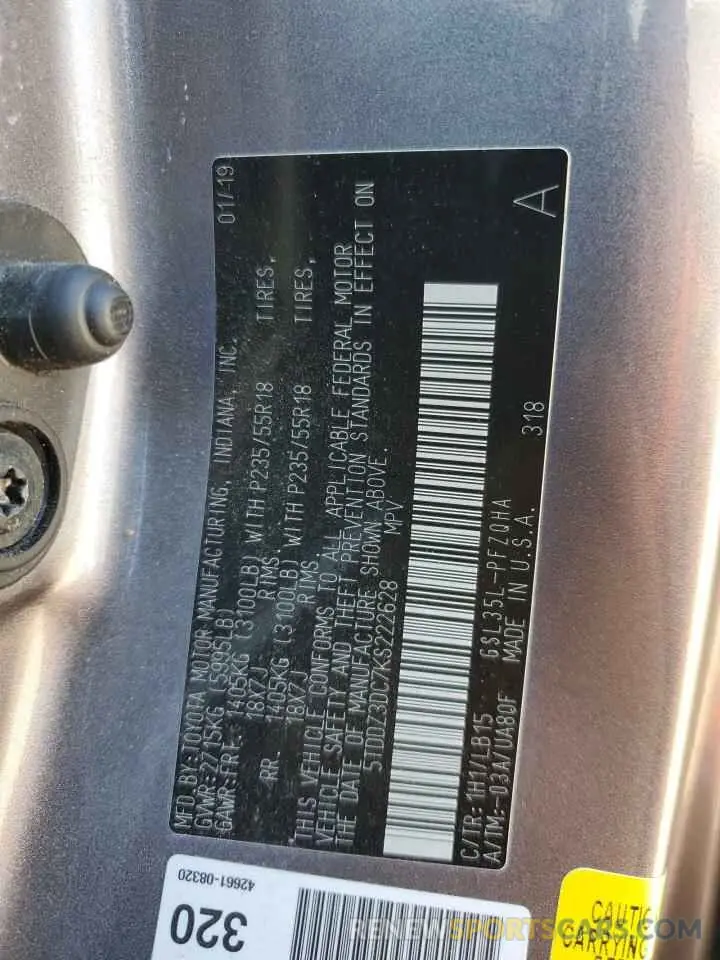 MFD.BY:TOYOTA MOTOR MANUFACTURING, INDIANA, INC. 01/19
GVWR:2715KG (5985LB)
GAWR:FRT. 1405KG (3100LB) WITH P235/55R18 TIRES,
18X7J RIMS.
RR. 1405KG (3100LB) WITH P235/55R18 TIRES,
18X7J RIMS.
THIS VEHICLE CONFORMS TO ALL APPLICABLE FEDERAL MOTOR
VEHICLE SAFETY AND THEFT PREVENTION STANDARDS IN EFFECT ON
THE DATE OF MANUFACTURE SHOWN ABOVE.
5TDDZ3DC7KS222628 MPV
C/TR:1H1/LB15 GSL35L-PFZQHA
A/TM:-03A/UA80F MADE IN U.S.A. 318 A
42661-08320
320
CAUTIO
CARRYING
RENEWSPORTSCARS.COM